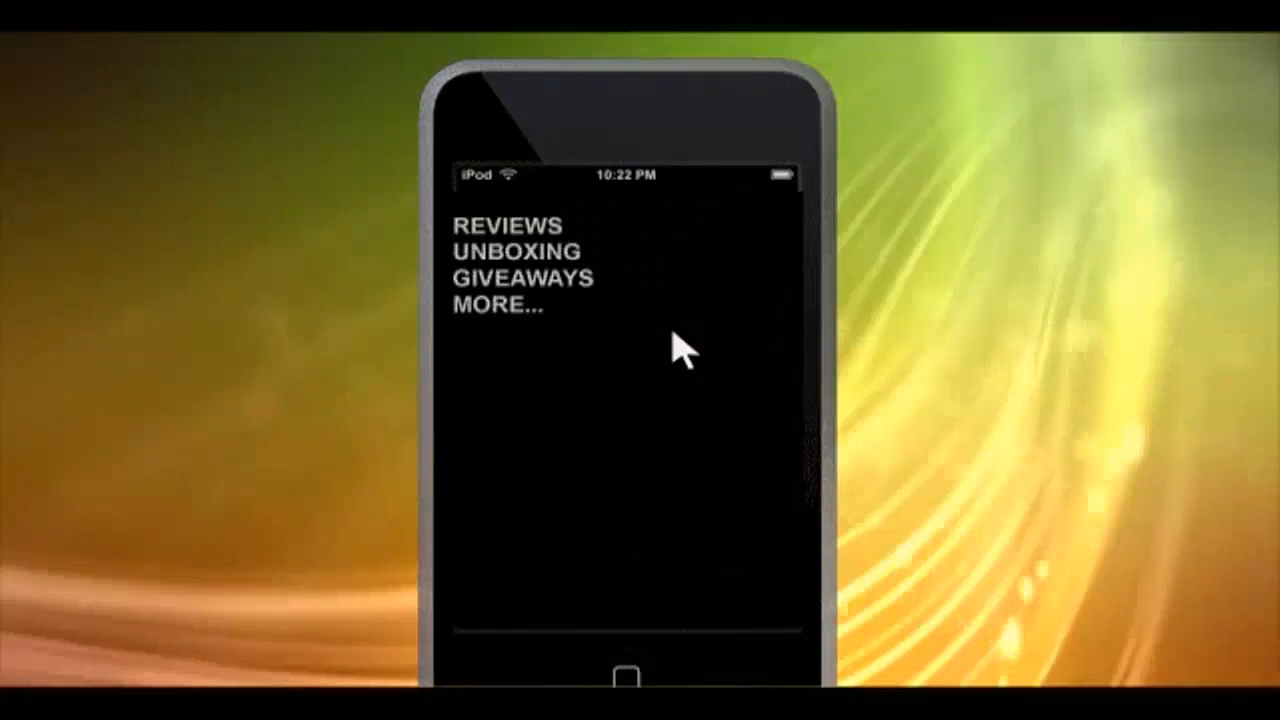 iPod 10:22 PM
REVIEWS
UNBOXING
GIVEAWAYS
MORE...